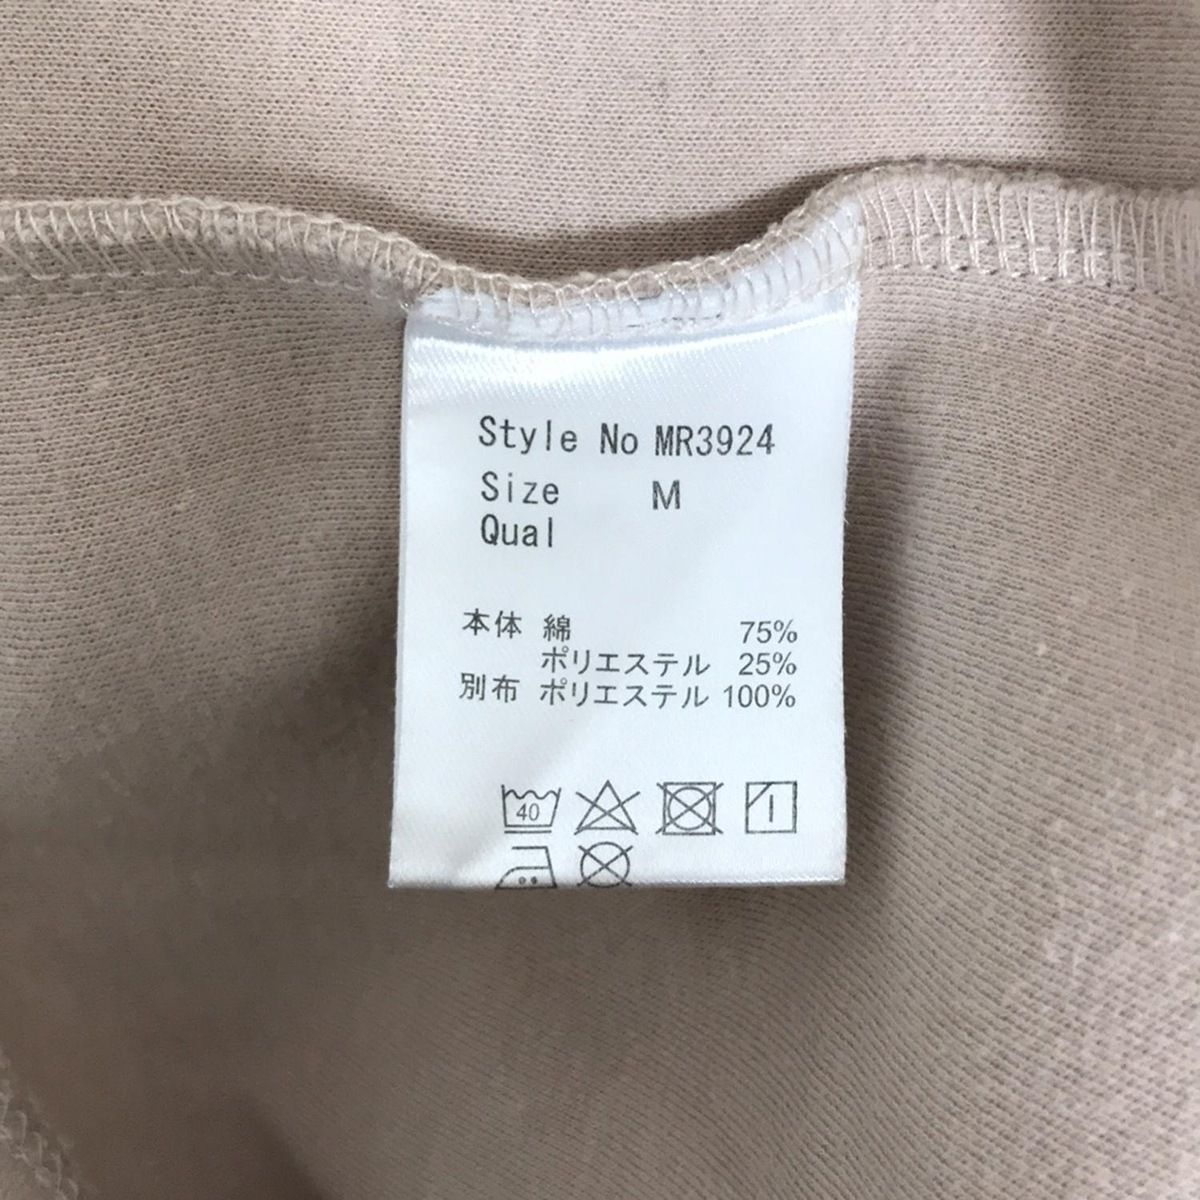 Style No MR3924
Size M
Qual
本体 綿 75%
ポリエステル 25%
別布 ポリエステル 100%
40